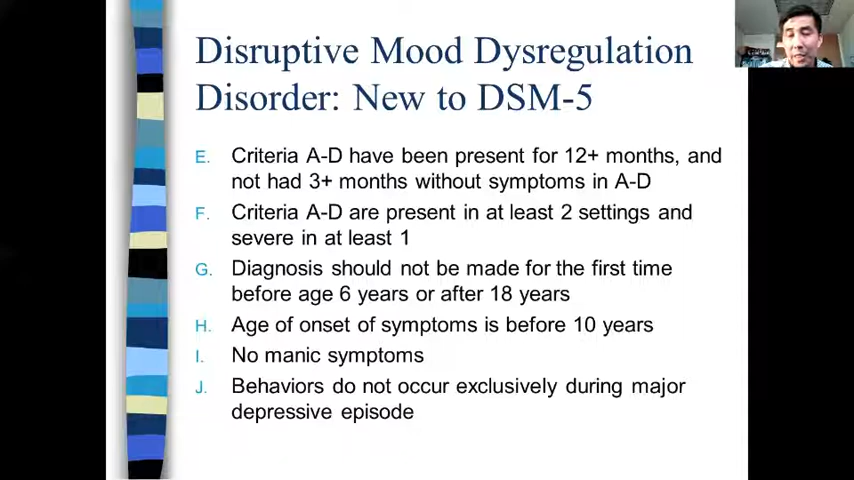 Disruptive Mood Dysregulation
Disorder: New to DSM-5
E. Criteria A-D have been present for 12+ months, and
not had 3+ months without symptoms in A-D
F. Criteria A-D are present in at least 2 settings and
severe in at least 1
G. Diagnosis should not be made for the first time
before age 6 years or after 18 years
H. Age of onset of symptoms is before 10 years
I. No manic symptoms
J. Behaviors do not occur exclusively during major
depressive episode